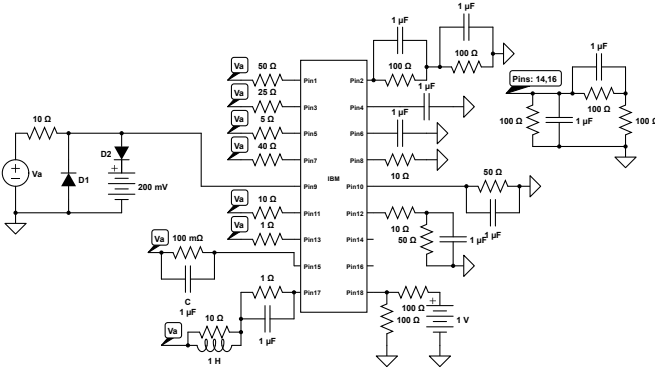 1 µF
1 µF
Va
50 Ω
Pin1
Pin2
100 Ω
100 Ω
Va
25 Ω
Pin3
Pin4
1 µF
Va
5 Ω
Pin5
Pin6
1 µF
Va
40 Ω
Pin7
Pin8
10 Ω
IBM
Pins: 14,16
1 µF
100 Ω
100 Ω
1 µF
100 Ω
10 Ω
Va
D1
D2
+
200 mV
Pin9
Pin10
50 Ω
1 µF
Va
10 Ω
Pin11
Pin12
10 Ω
50 Ω
1 µF
Va
1 Ω
Pin13
Pin14
Va
100 mΩ
Pin15
Pin16
C
1 µF
1 Ω
Pin17
Pin18
1 µF
Va
10 Ω
1 H
100 Ω
100 Ω
+
1 V